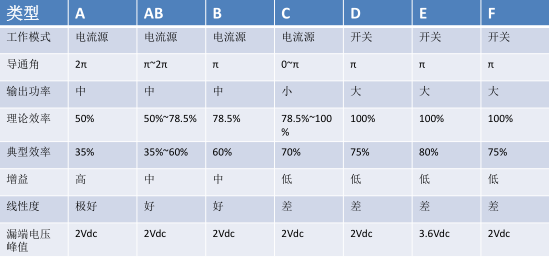 类型 A AB B C D E F
工作模式 电流源 电流源 电流源 电流源 开关 开关 开关
导通角 2π π~2π π 0~π π π π
输出功率 中 中 中 小 大 大 大
理论效率 50% 50%~78.5% 78.5% 78.5%~100 100% 100% 100%
%
典型效率 35% 35%~60% 60% 70% 75% 80% 75%
增益 高 中 中 低 低 低 低
线性度 极好 好 好 差 差 差 差
漏端电压 2Vdc 2Vdc 2Vdc 2Vdc 2Vdc 3.6Vdc 2Vdc
峰值